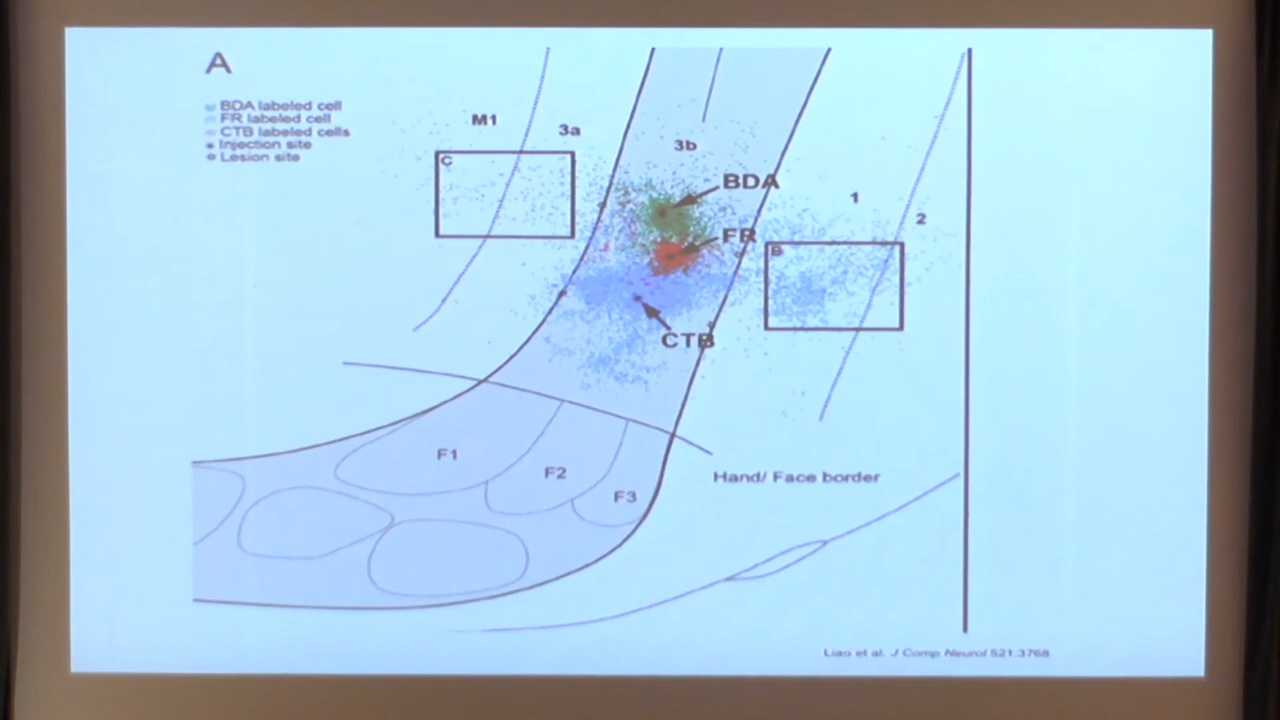 A
BDA labeled cell
FR labeled cell
CTB labeled cells
Injection site
Lesion site
M1
3a
3b
C
BDA
1
2
FR
B
CTB
F1
F2
F3
Hand/ Face border
Liao et al. J Comp Neurol 521:3768